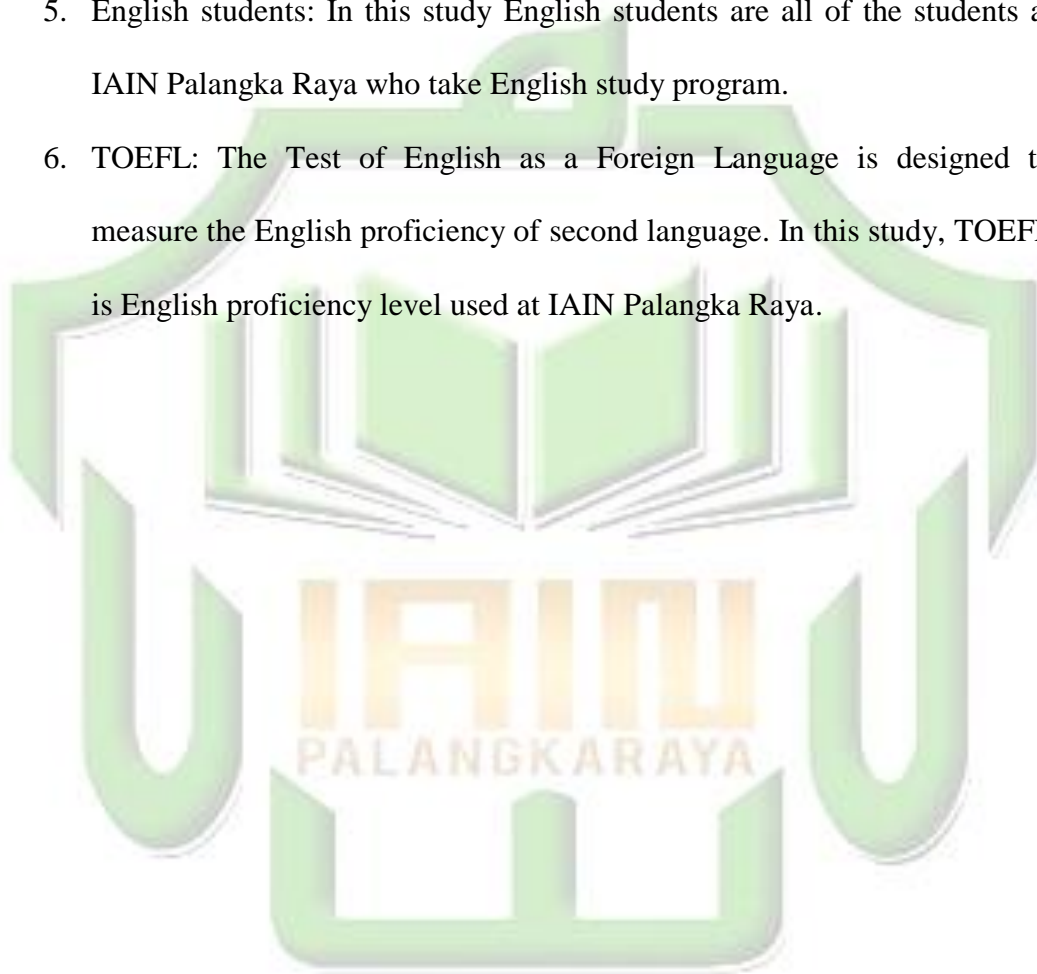 5. English students: In this study English students are all of the students a
IAIN Palangka Raya who take English study program.
6. TOEFL: The Test of English as a Foreign Language is designed t
measure the English proficiency of second language. In this study, TOEF
is English proficiency level used at IAIN Palangka Raya.
IAIN
PALANGKARAYA